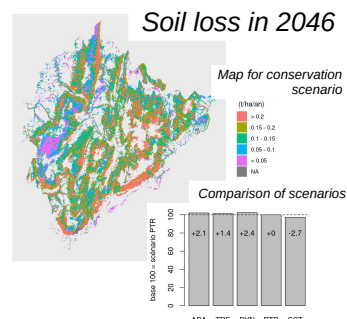 Soil loss in 2046
Map for conservation
scenario
(t/ha/an)
> 0.2
0.15 - 0.2
0.1 - 0.15
0.05 - 0.1
< 0.05
NA
Comparison of scenarios
base 100 = scénario PTR
0 20 40 60 80 100
+2.1 +1.4 +2.4 +0 -2.7